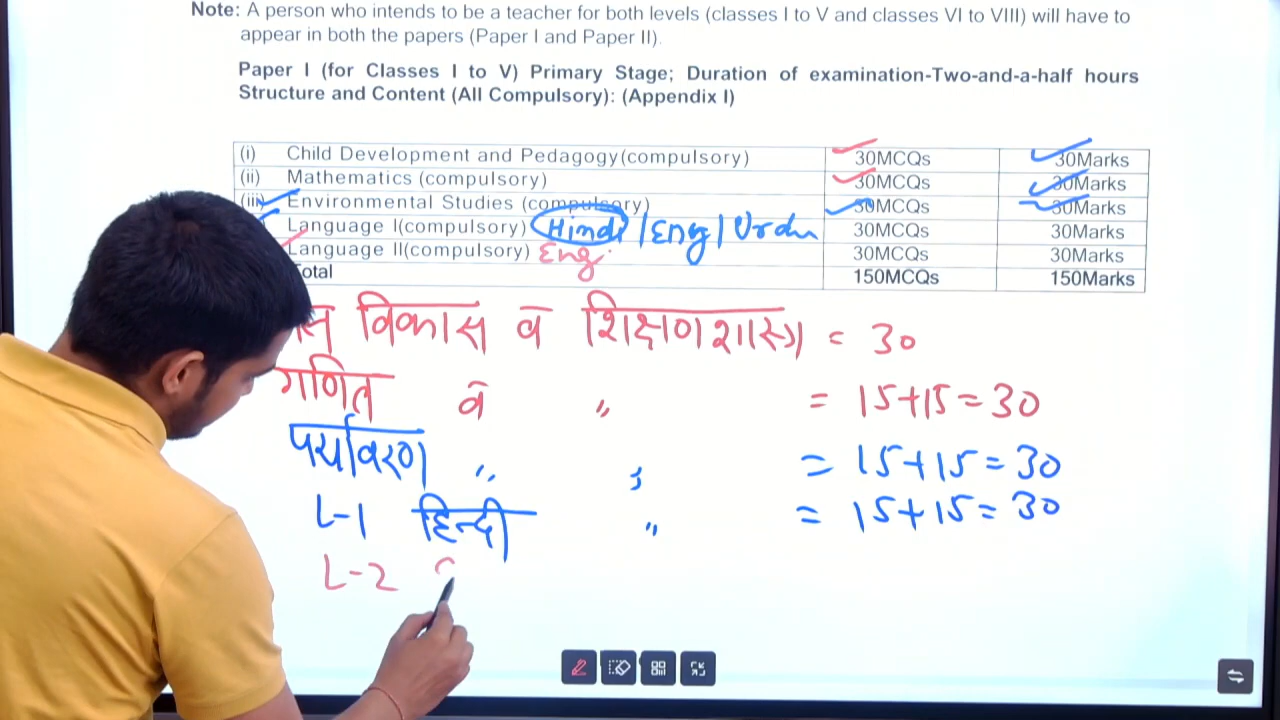 Note: A person who intends to be a teacher for both levels (classes I to V and classes VI to VIII) will have to
appear in both the papers (Paper I and Paper II).
Paper I (for Classes I to V) Primary Stage; Duration of examination-Two-and-a-half hours
Structure and Content (All Compulsory): (Appendix I)
(i) Child Development and Pedagogy(compulsory) 30MCQs 30Marks
(ii) Mathematics (compulsory) 30MCQs 30Marks
(iii) Environmental Studies (compulsory) 30MCQs 30Marks
Language I(compulsory) Hindi / Eng / Urdu 30MCQs 30Marks
Language II(compulsory) Eng 30MCQs 30Marks
Total 150MCQs 150Marks
विकास व शिक्षण शास्त्र = 30
गणित व " = 15+15=30
पर्यावरण " " = 15+15=30
L-1 हिन्दी " = 15+15=30
L-2